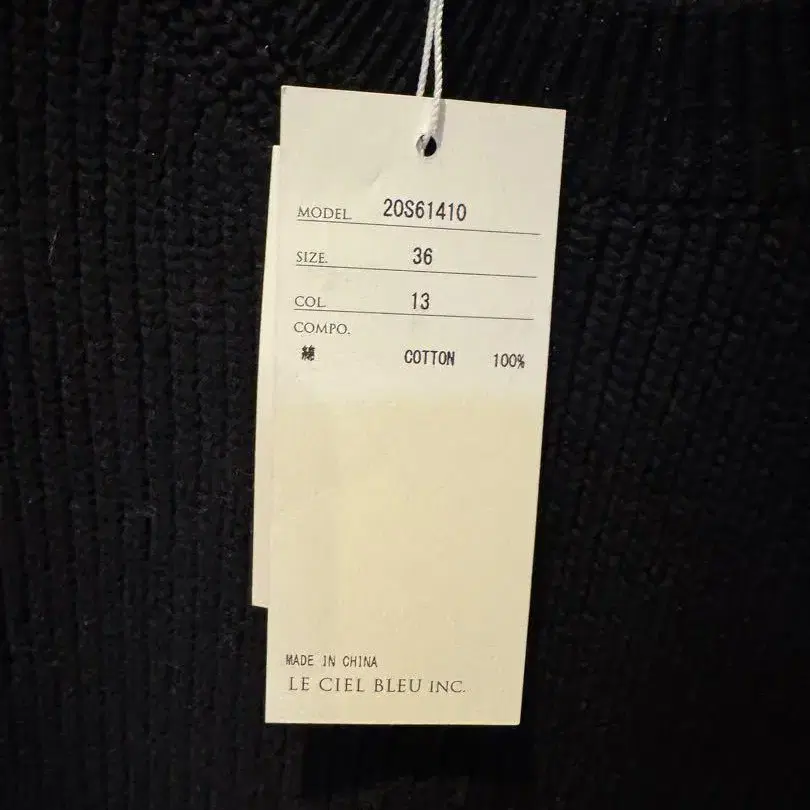 MODEL. 20S61410
SIZE. 36
COL. 13
COMPO.
綿 COTTON 100%
MADE IN CHINA
LE CIEL BLEU INC.